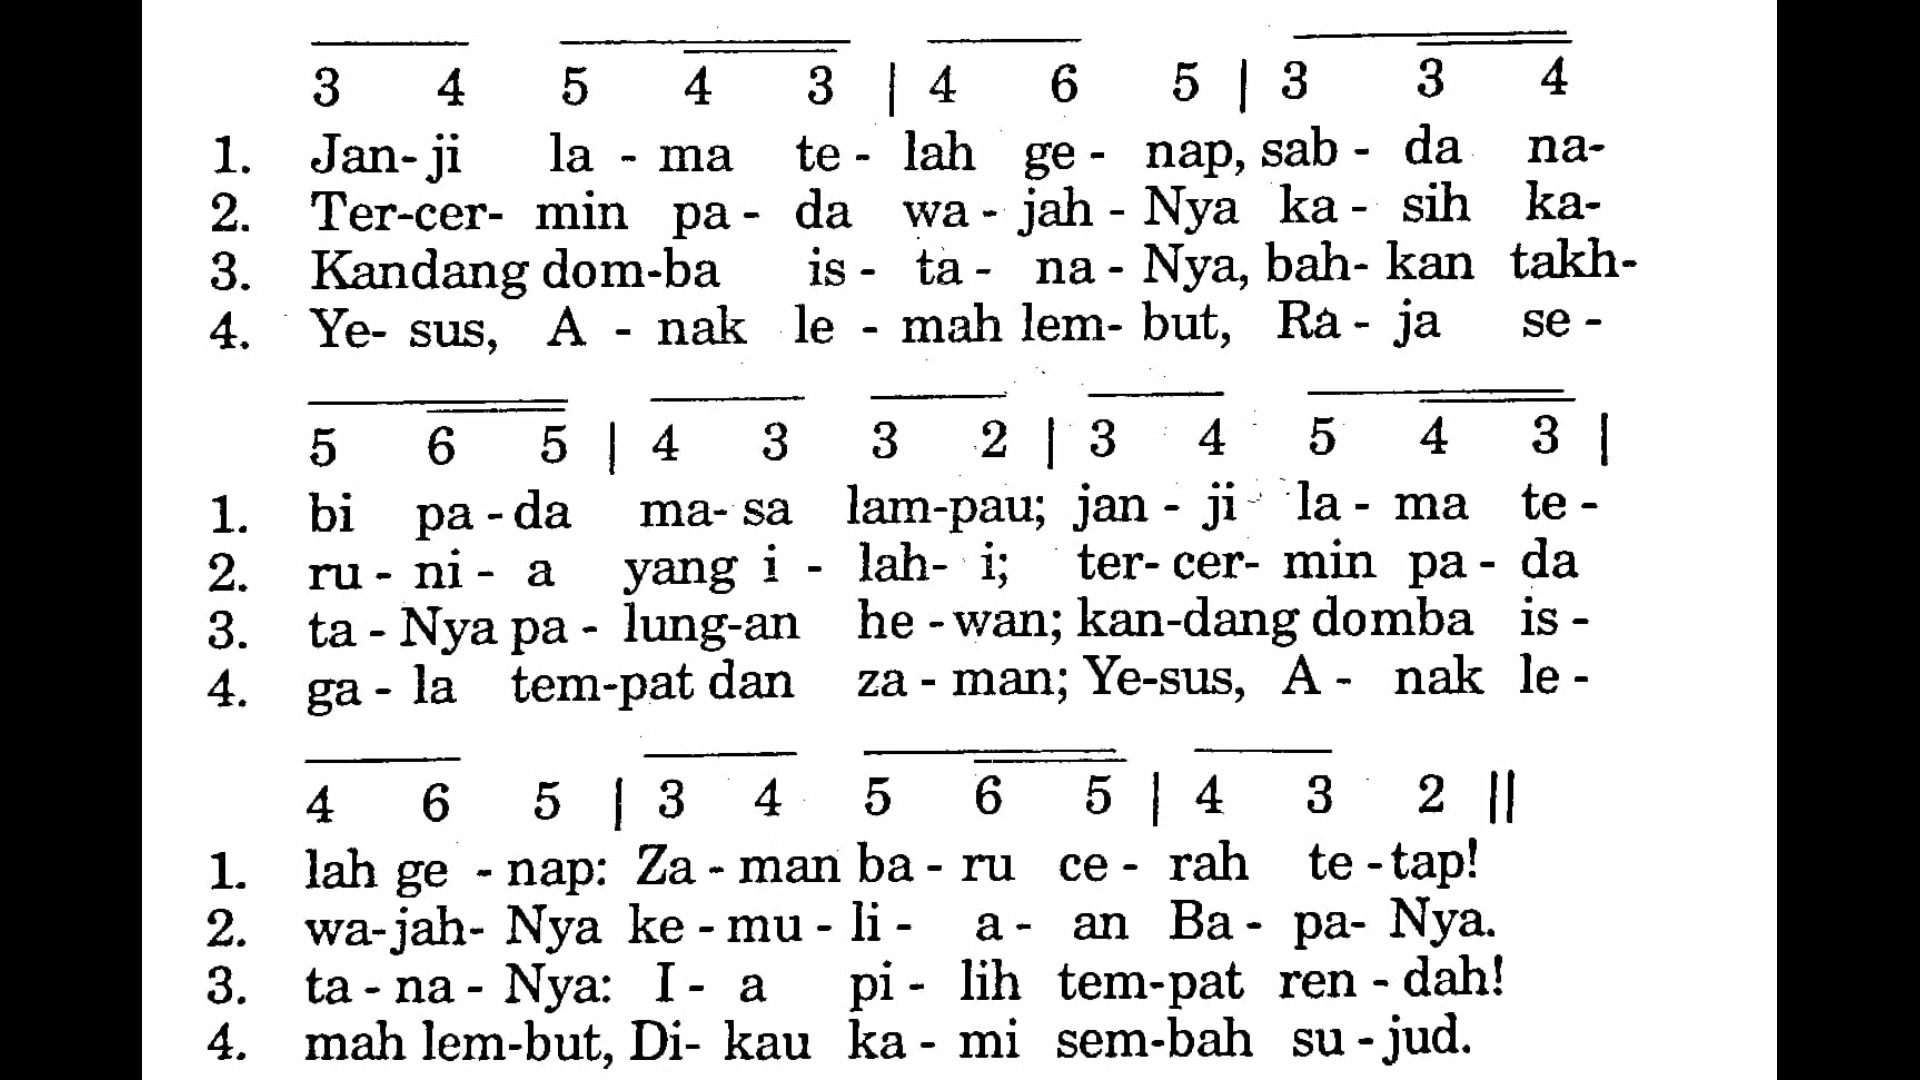 3 4 5 4 3 | 4 6 5 | 3 3 4
1. Jan- ji la - ma te - lah ge - nap, sab - da na-
2. Ter-cer- min pa - da wa - jah - Nya ka - sih ka-
3. Kandang dom-ba is - ta - na - Nya, bah- kan takh-
4. Ye- sus, A - nak le - mah lem- but, Ra - ja se -
5 6 5 | 4 3 3 2 | 3 4 5 4 3 |
1. bi pa - da ma- sa lam-pau; jan - ji la - ma te -
2. ru - ni - a yang i - lah- i; ter- cer- min pa - da
3. ta - Nya pa - lung-an he - wan; kan-dang domba is -
4. ga - la tem-pat dan za - man; Ye-sus, A - nak le -
4 6 5 | 3 4 5 6 5 | 4 3 2 ||
1. lah ge - nap: Za - man ba - ru ce - rah te - tap!
2. wa-jah- Nya ke - mu - li - a - an Ba - pa- Nya.
3. ta - na - Nya: I - a pi - lih tem-pat ren - dah!
4. mah lem-but, Di- kau ka - mi sem-bah su - jud.